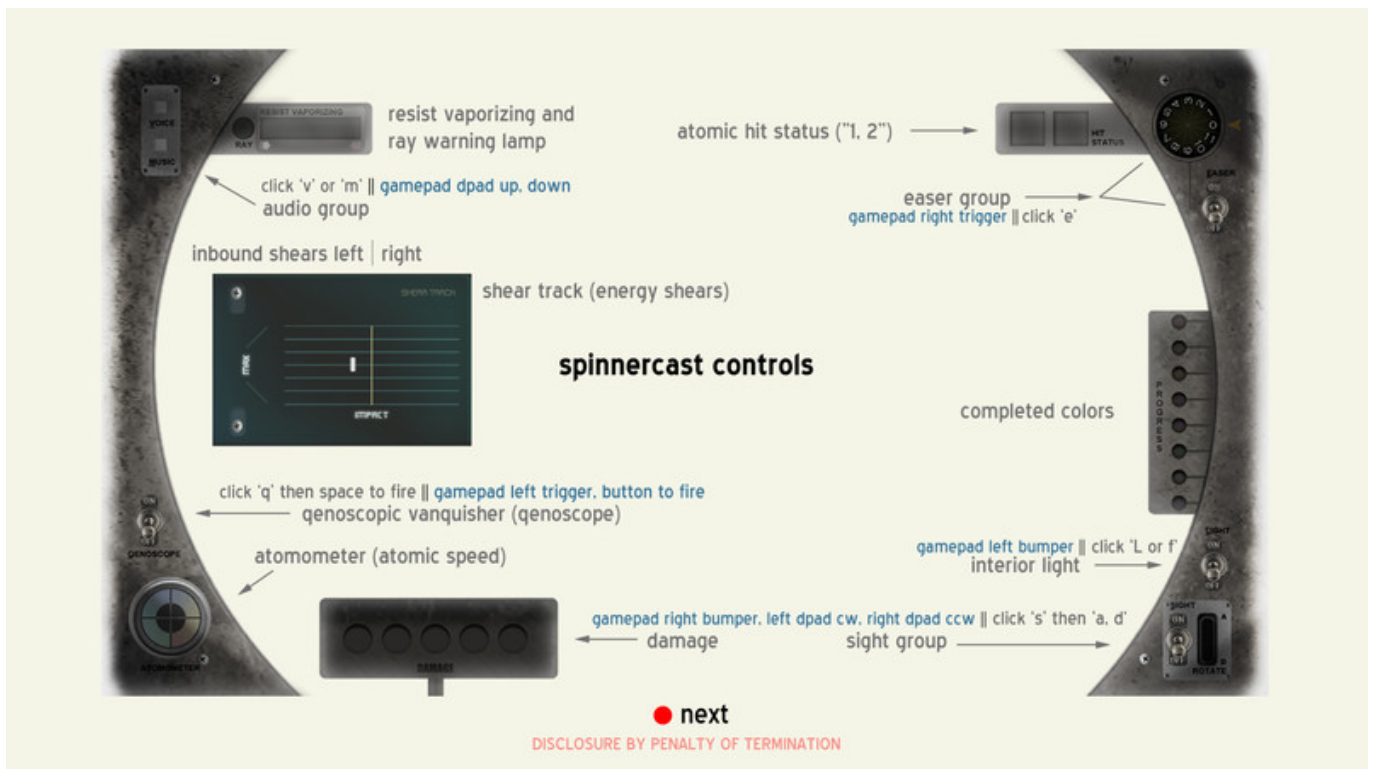 VOICE
MUSIC
RESIST VAPORIZING
RAY
resist vaporizing and
ray warning lamp
click 'v' or 'm' || gamepad dpad up, down
audio group
atomic hit status ("1, 2")
HIT
STATUS
EASER
easer group
gamepad right trigger || click 'e'
inbound shears left | right
SHEAR TRACK
shear track (energy shears)
MAX
IMPACT
spinnercast controls
completed colors
PROGRESS
click 'q' then space to fire || gamepad left trigger, button to fire
qenoscopic vanquisher (qenoscope)
ON
QENOSCOPE
atomometer (atomic speed)
ATOMOMETER
DAMAGE
LIGHT
ON
gamepad left bumper || click 'L or f'
interior light
gamepad right bumper, left dpad cw, right dpad ccw || click 's' then 'a, d'
damage
sight group
SIGHT
ON
A
D
ROTATE
next
DISCLOSURE BY PENALTY OF TERMINATION